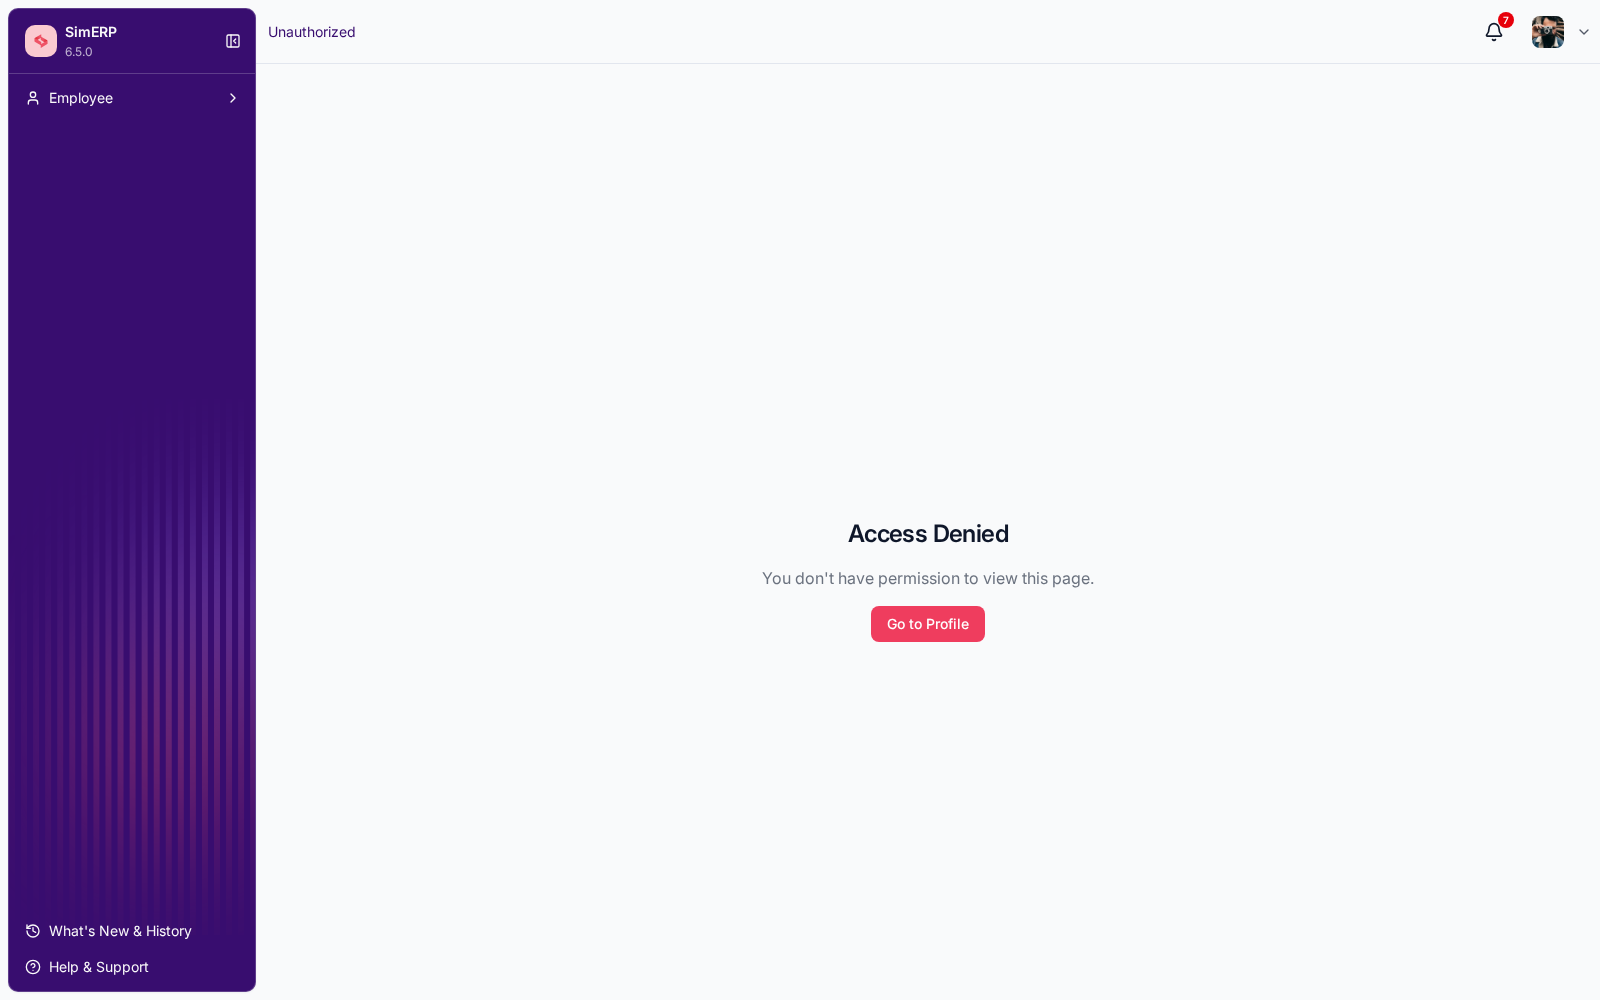 SimERP
6.5.0
Employee
What's New & History
Help & Support
Unauthorized
7
Access Denied
You don't have permission to view this page.
Go to Profile